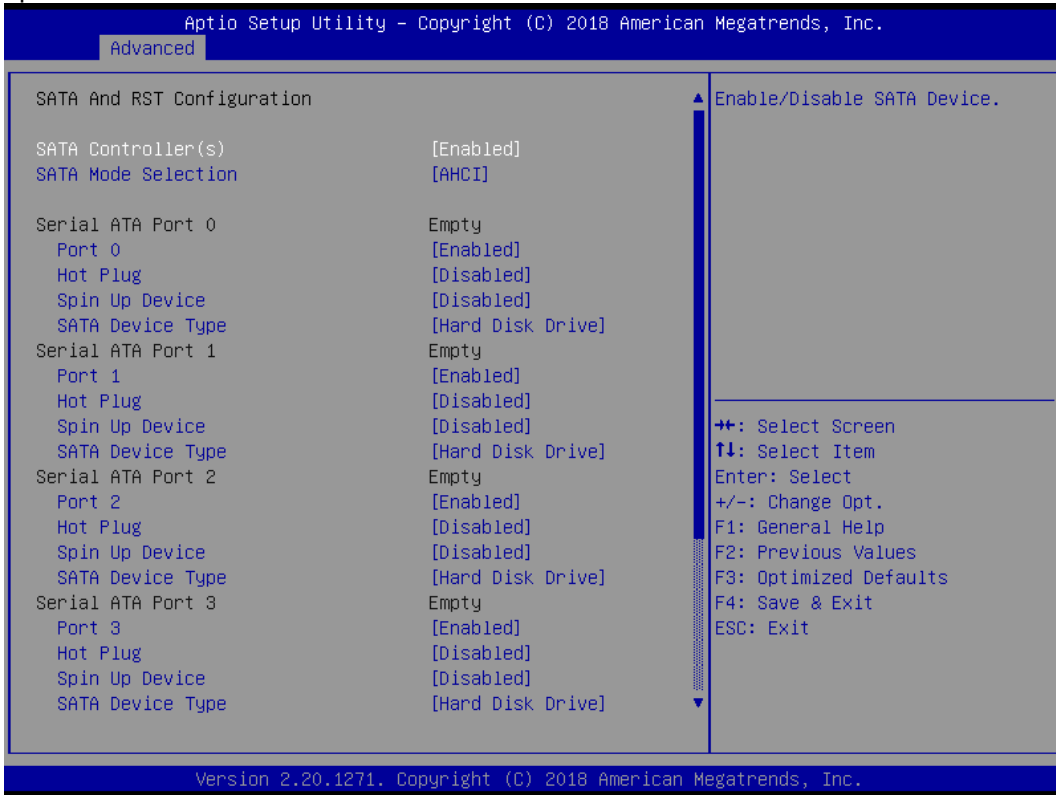 Aptio Setup Utility – Copyright (C) 2018 American Megatrends, Inc.
Advanced
SATA And RST Configuration
SATA Controller(s) [Enabled]
SATA Mode Selection [AHCI]
Serial ATA Port 0 Empty
Port 0 [Enabled]
Hot Plug [Disabled]
Spin Up Device [Disabled]
SATA Device Type [Hard Disk Drive]
Serial ATA Port 1 Empty
Port 1 [Enabled]
Hot Plug [Disabled]
Spin Up Device [Disabled]
SATA Device Type [Hard Disk Drive]
Serial ATA Port 2 Empty
Port 2 [Enabled]
Hot Plug [Disabled]
Spin Up Device [Disabled]
SATA Device Type [Hard Disk Drive]
Serial ATA Port 3 Empty
Port 3 [Enabled]
Hot Plug [Disabled]
Spin Up Device [Disabled]
SATA Device Type [Hard Disk Drive]
Enable/Disable SATA Device.
→←: Select Screen
↑↓: Select Item
Enter: Select
+/-: Change Opt.
F1: General Help
F2: Previous Values
F3: Optimized Defaults
F4: Save & Exit
ESC: Exit
Version 2.20.1271. Copyright (C) 2018 American Megatrends, Inc.